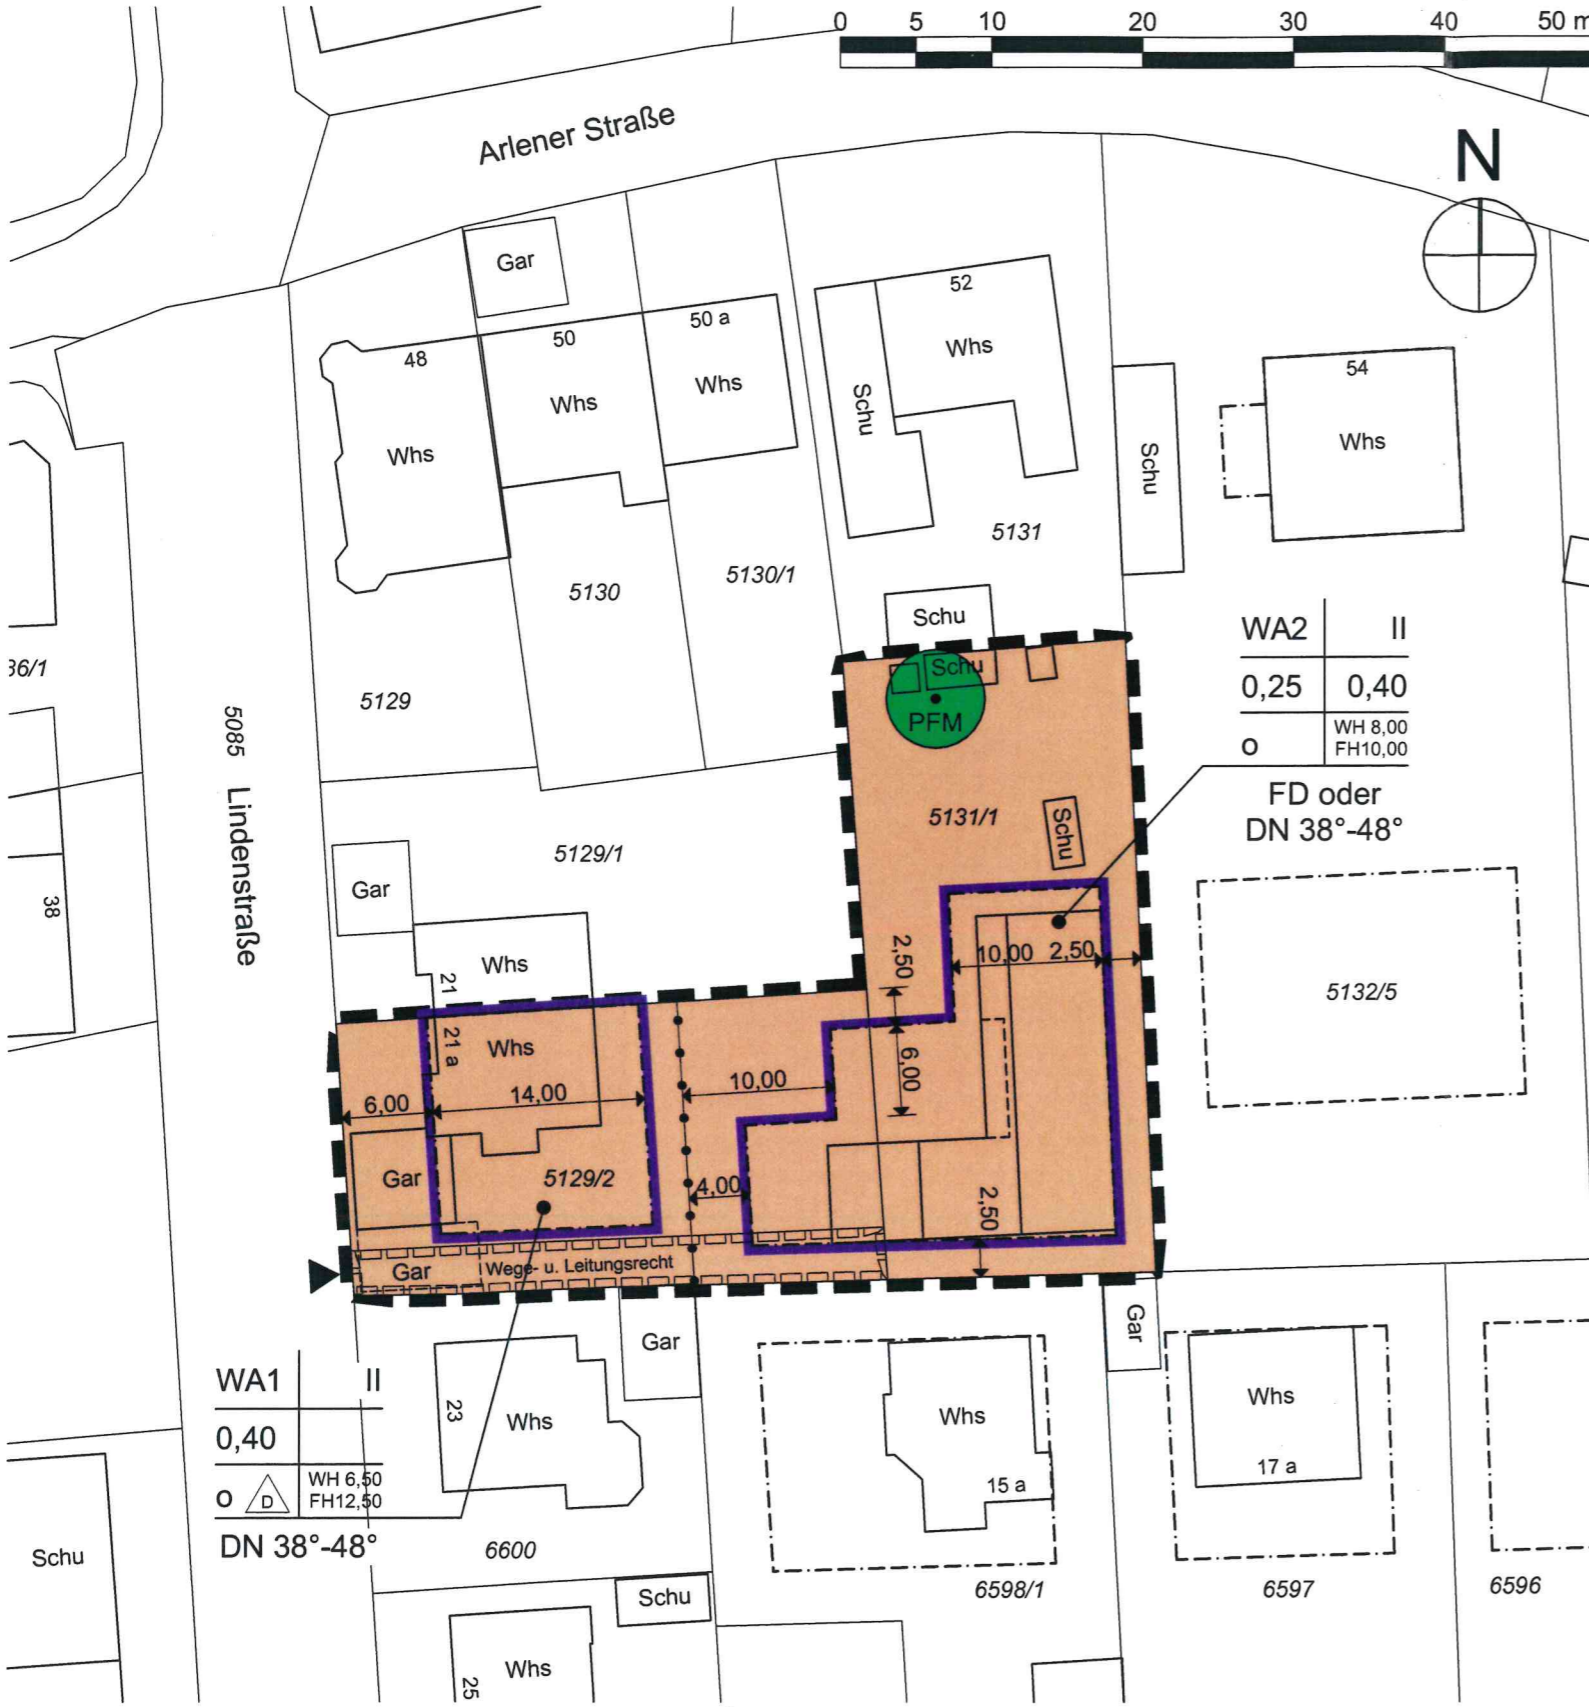 0 5 10 20 30 40 50 m
Arlener Straße
N
Gar
52
50 a
50
48
Whs
54
Whs
Whs
Whs
Schu
Whs
Whs
Schu
5131
5130/1
5130
Schu
WA2 II
36/1
Schu
0,25 0,40
5129
PFM
WH 8,00
o FH10,00
5085 Lindenstraße
FD oder
DN 38°-48°
5131/1
Schu
5129/1
Gar
38
2,50
10,00 2,50
Whs
21
5132/5
21 a
Whs
6,00
10,00
14,00
6,00
Gar
5129/2
4,00
2,50
Gar
Wege- u. Leitungsrecht
Gar
Gar
WA1 II
23
Whs
Whs
Whs
0,40
17 a
WH 6,50
o D FH12,50
15 a
DN 38°-48°
6600
Schu
6598/1
6597
6596
Schu
Whs
25